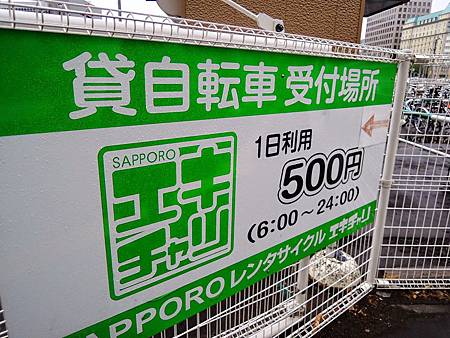 貸自転車 受付場所
SAPPORO
エキ
チャリ
1日利用
500円
(6:00～24:00)
SAPPOROレンタサイクル エキチャリ